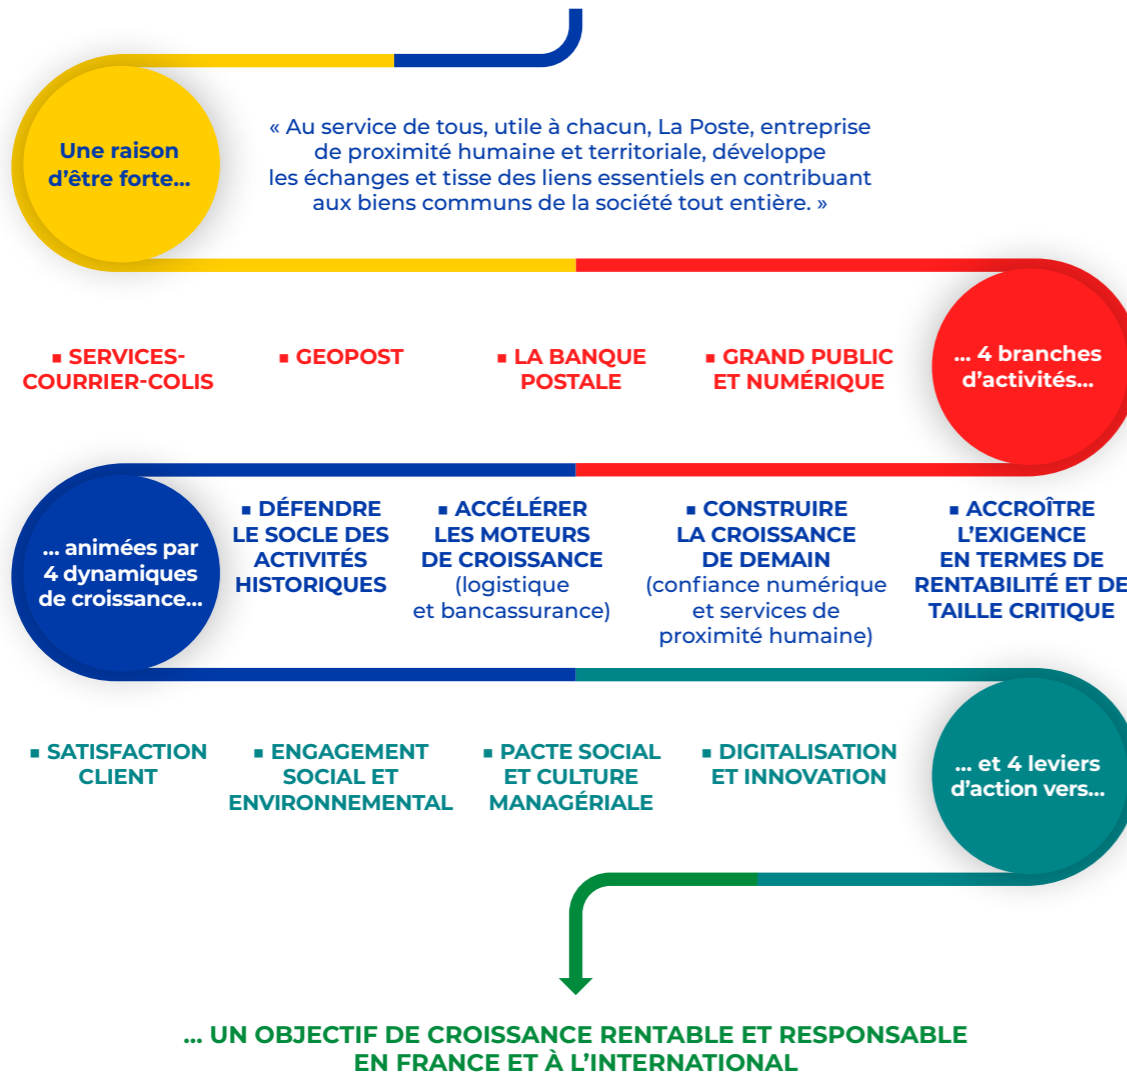 Une raison
d'être forte...
« Au service de tous, utile à chacun, La Poste, entreprise
de proximité humaine et territoriale, développe
les échanges et tisse des liens essentiels en contribuant
aux biens communs de la société tout entière. »
▪ SERVICES-
COURRIER-COLIS
▪ GEOPOST
▪ LA BANQUE
POSTALE
▪ GRAND PUBLIC
ET NUMÉRIQUE
... 4 branches
d'activités...
... animées par
4 dynamiques
de croissance...
▪ DÉFENDRE
LE SOCLE DES
ACTIVITÉS
HISTORIQUES
▪ ACCÉLÉRER
LES MOTEURS
DE CROISSANCE
(logistique
et bancassurance)
▪ CONSTRUIRE
LA CROISSANCE
DE DEMAIN
(confiance numérique
et services de
proximité humaine)
▪ ACCROÎTRE
L'EXIGENCE
EN TERMES DE
RENTABILITÉ ET DE
TAILLE CRITIQUE
▪ SATISFACTION
CLIENT
▪ ENGAGEMENT
SOCIAL ET
ENVIRONNEMENTAL
▪ PACTE SOCIAL
ET CULTURE
MANAGÉRIALE
▪ DIGITALISATION
ET INNOVATION
... et 4 leviers
d'action vers...
... UN OBJECTIF DE CROISSANCE RENTABLE ET RESPONSABLE
EN FRANCE ET À L'INTERNATIONAL